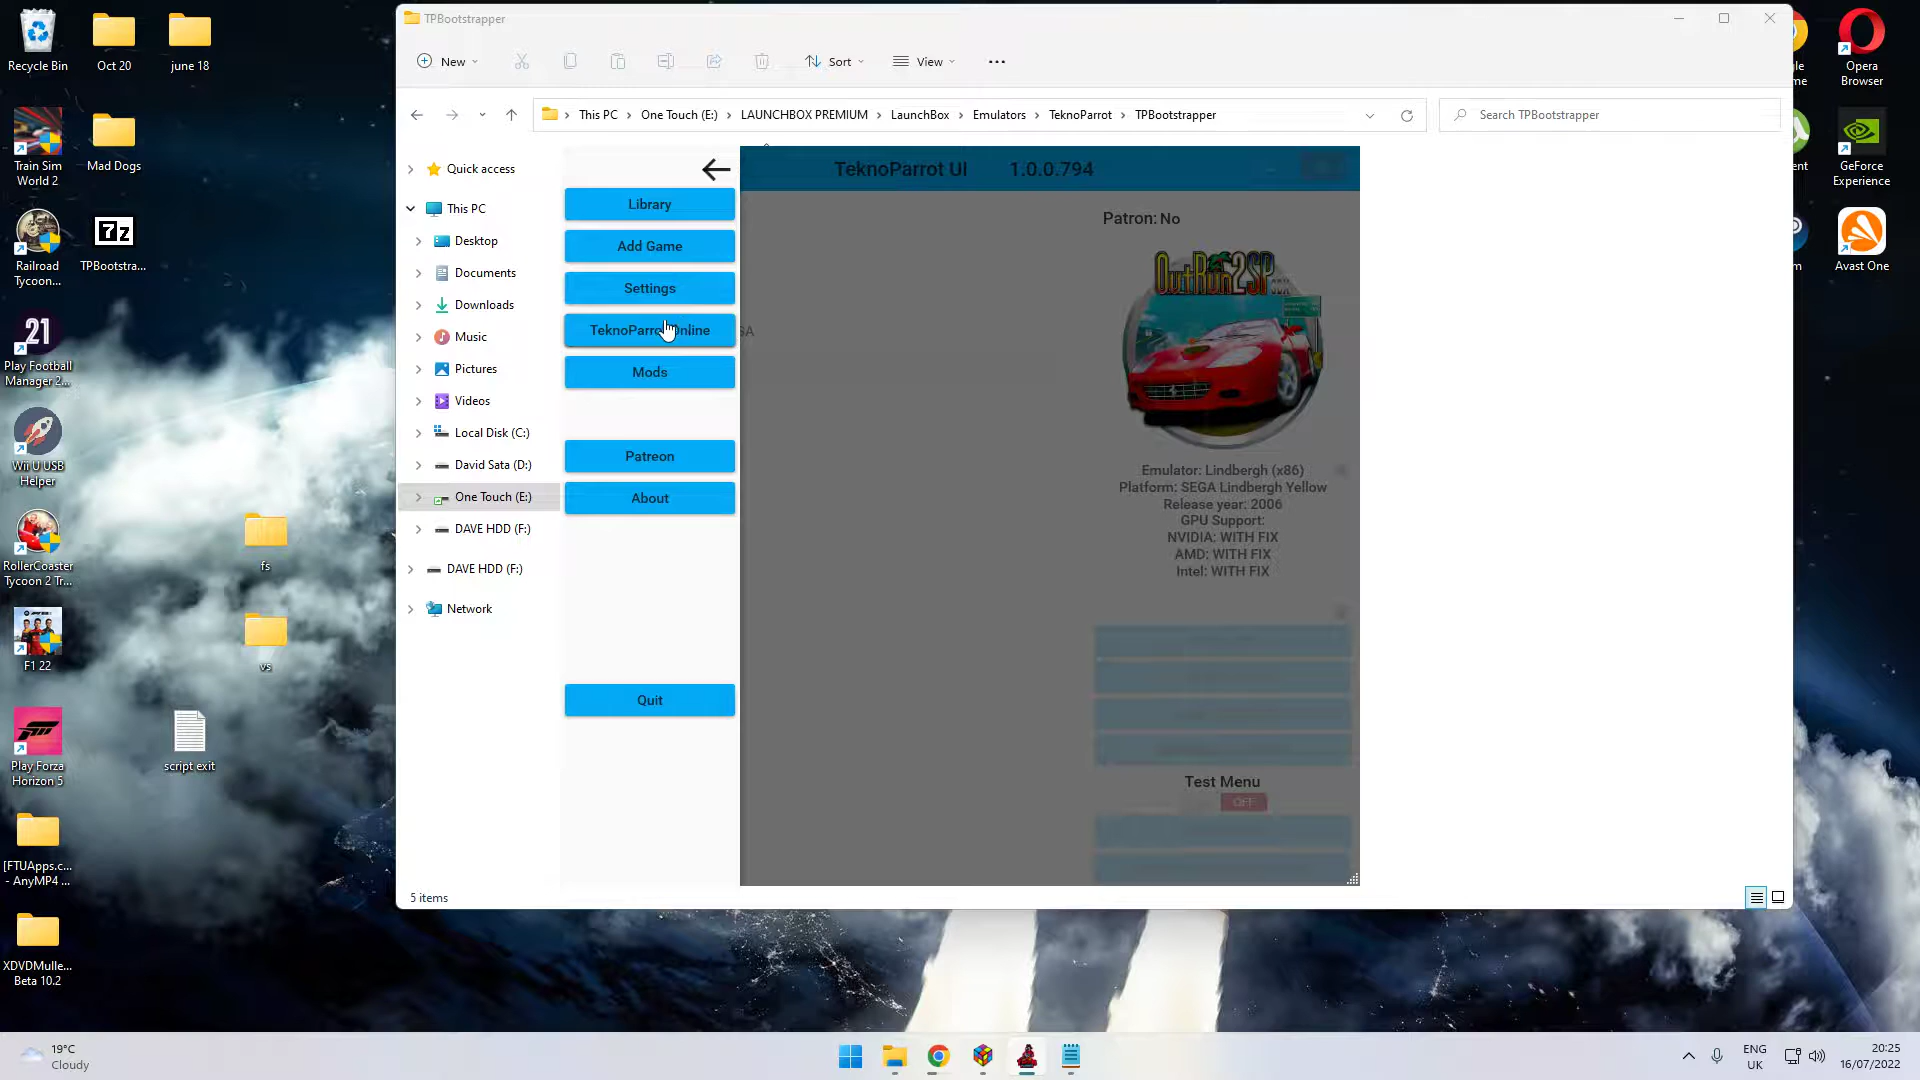 Recycle Bin
Oct 20
june 18
Train Sim
World 2
Mad Dogs
Railroad
Tycoon...
TPBootstra...
21
Play Football
Manager 2...
Wii U USB
Helper
RollerCoaster
Tycoon 2 Tr...
F1 22
Play Forza
Horizon 5
[FTUApps.c...
- AnyMP4 ...
XDVDMulle...
Beta 10.2
fs
vs
script exit
TPBootstrapper
New
Sort
View
This PC
One Touch (E:)
LAUNCHBOX PREMIUM
LaunchBox
Emulators
TeknoParrot
TPBootstrapper
Search TPBootstrapper
Quick access
This PC
Desktop
Documents
Downloads
Music
Pictures
Videos
Local Disk (C:)
David Sata (D:)
One Touch (E:)
DAVE HDD (F:)
DAVE HDD (F:)
Network
5 items
Library
Add Game
Settings
Mods
Patreon
About
Quit
TeknoParrot UI 1.0.0.794
Patron: No
OutRun2SP
SDX
Emulator: Lindbergh (x86)
Platform: SEGA Lindbergh Yellow
Release year: 2006
GPU Support:
NVIDIA: WITH FIX
AMD: WITH FIX
Intel: WITH FIX
Test Menu
OFF
Opera
Browser
GeForce
Experience
Avast One
19°C
Cloudy
ENG
UK
20:25
16/07/2022